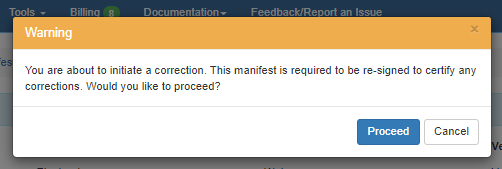 Tools Billing 8 Documentation Feedback/Report an Issue
Warning ×
You are about to initiate a correction. This manifest is required to be re-signed to certify any
corrections. Would you like to proceed?
Proceed Cancel